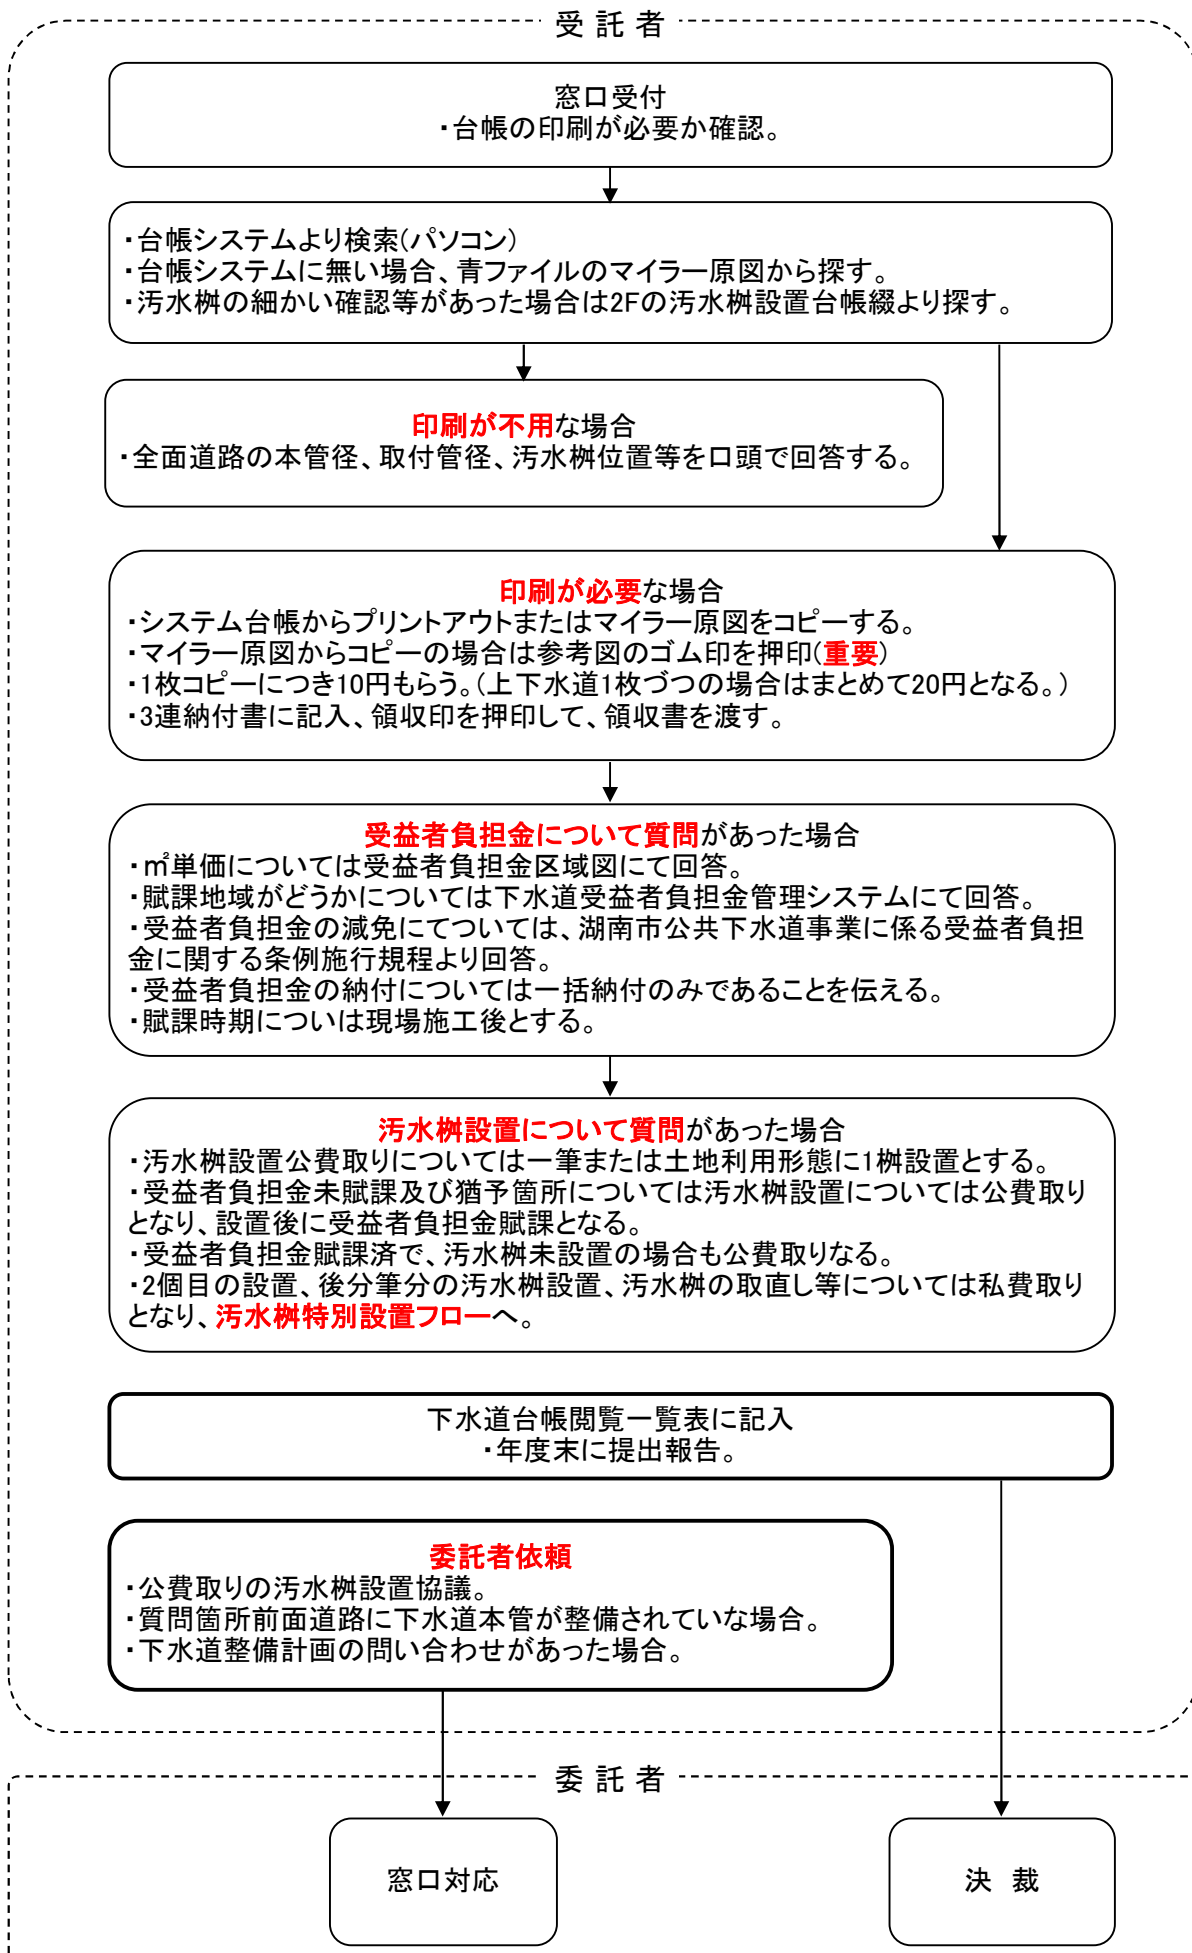 受 託 者
窓口受付
・台帳の印刷が必要か確認。
・台帳システムより検索(パソコン)
・台帳システムに無い場合、青ファイルのマイラー原図から探す。
・汚水桝の細かい確認等があった場合は2Fの汚水桝設置台帳綴より探す。
印刷が不用な場合
・全面道路の本管径、取付管径、汚水桝位置等を口頭で回答する。
印刷が必要な場合
・システム台帳からプリントアウトまたはマイラー原図をコピーする。
・マイラー原図からコピーの場合は参考図のゴム印を押印(重要)
・1枚コピーにつき10円もらう。(上下水道1枚づつの場合はまとめて20円となる。)
・3連納付書に記入、領収印を押印して、領収書を渡す。
受益者負担金について質問があった場合
・㎡単価については受益者負担金区域図にて回答。
・賦課地域がどうかについては下水道受益者負担金管理システムにて回答。
・受益者負担金の減免にてついては、湖南市公共下水道事業に係る受益者負担
金に関する条例施行規程より回答。
・受益者負担金の納付については一括納付のみであることを伝える。
・賦課時期についは現場施工後とする。
汚水桝設置について質問があった場合
・汚水桝設置公費取りについては一筆または土地利用形態に1桝設置とする。
・受益者負担金未賦課及び猶予箇所については汚水桝設置については公費取り
となり、設置後に受益者負担金賦課となる。
・受益者負担金賦課済で、汚水桝未設置の場合も公費取りなる。
・2個目の設置、後分筆分の汚水桝設置、汚水桝の取直し等については私費取り
となり、汚水桝特別設置フローへ。
下水道台帳閲覧一覧表に記入
・年度末に提出報告。
委託者依頼
・公費取りの汚水桝設置協議。
・質問箇所前面道路に下水道本管が整備されていな場合。
・下水道整備計画の問い合わせがあった場合。
委 託 者
窓口対応
決 裁